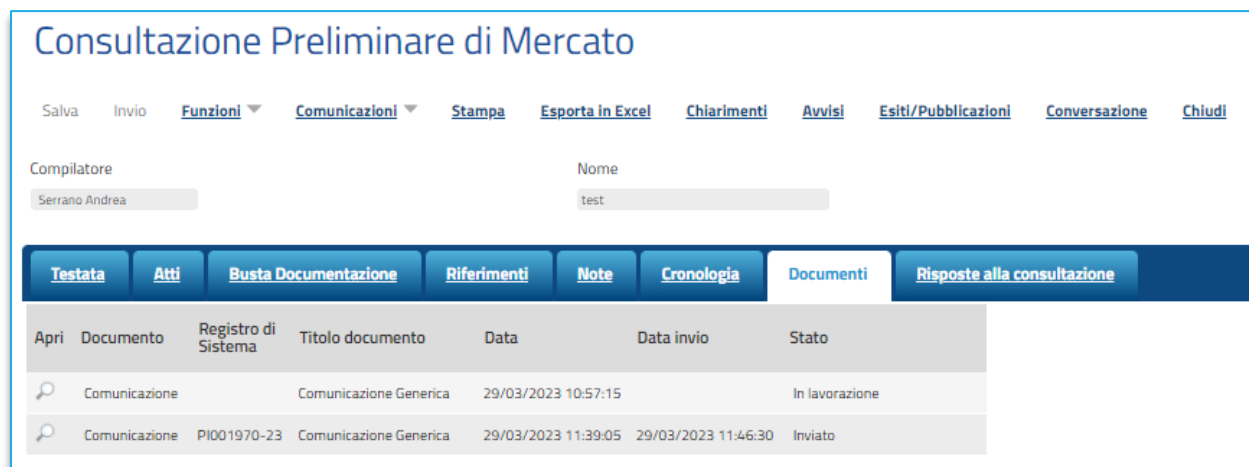 Consultazione Preliminare di Mercato
Salva Invio Funzioni Comunicazioni Stampa Esporta in Excel Chiarimenti Avvisi Esiti/Pubblicazioni Conversazione Chiudi
Compilatore Nome
Serrano Andrea test
Testata Atti Busta Documentazione Riferimenti Note Cronologia Documenti Risposte alla consultazione
Apri Documento Registro di Sistema Titolo documento Data Data invio Stato
Comunicazione Comunicazione Generica 29/03/2023 10:57:15 In lavorazione
Comunicazione PI001970-23 Comunicazione Generica 29/03/2023 11:39:05 29/03/2023 11:46:30 Inviato